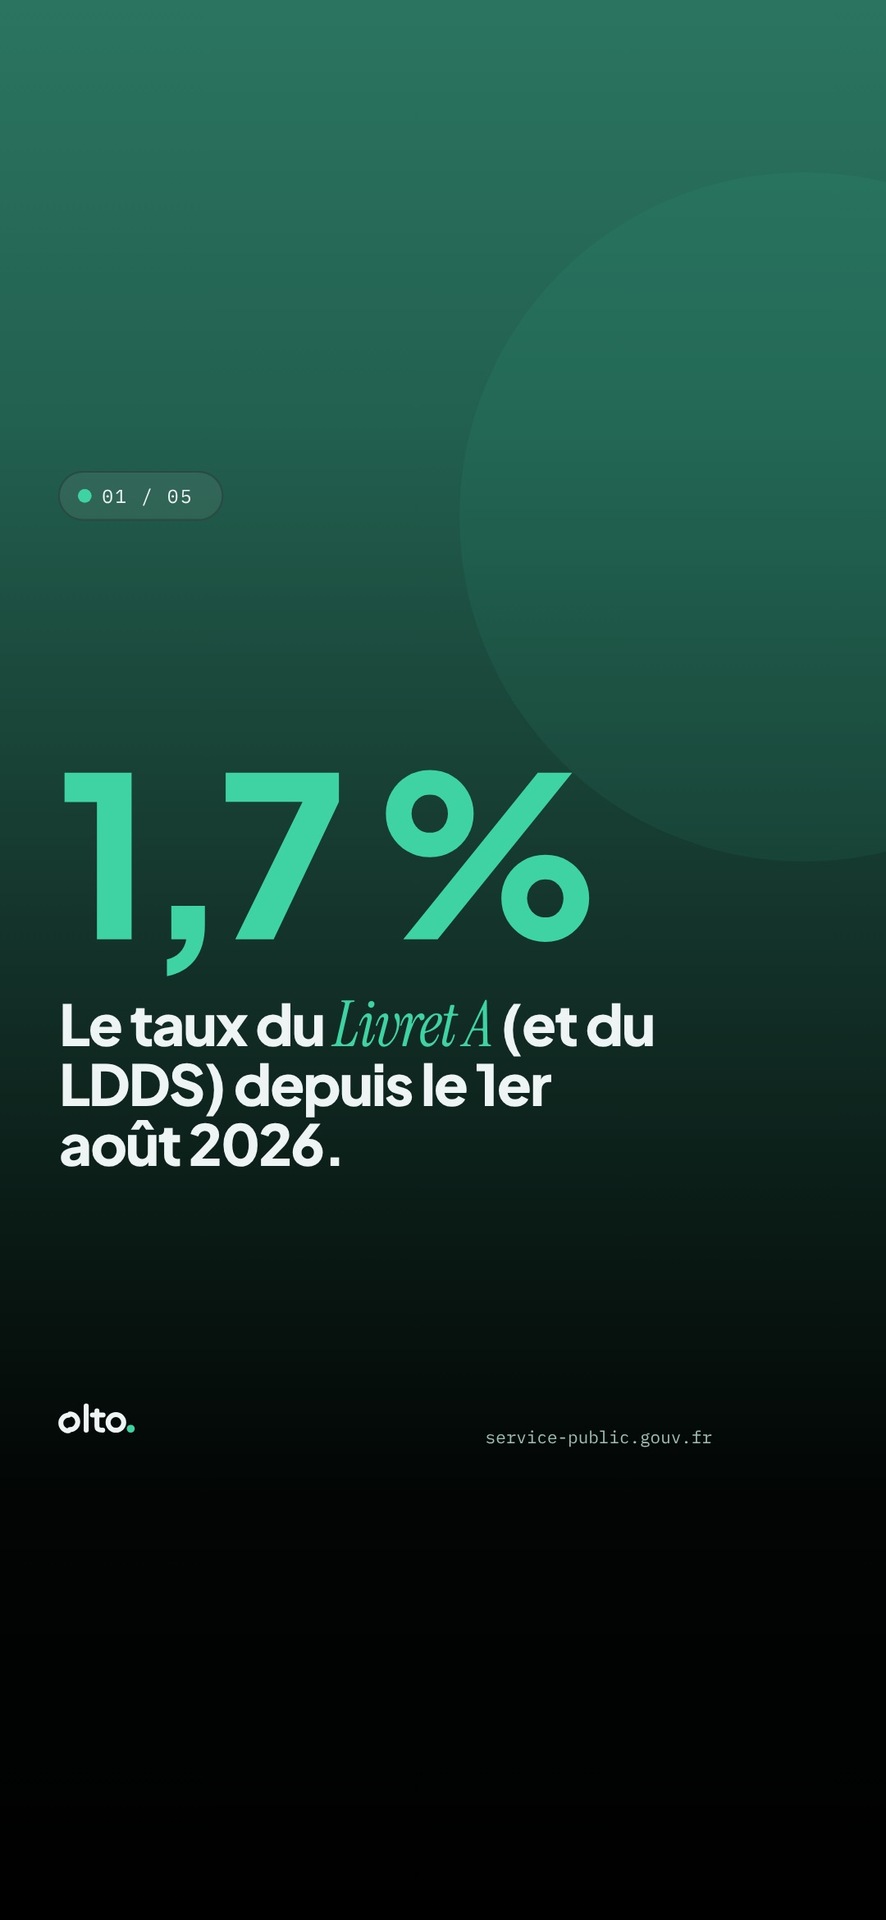 01 / 05
1,7 %
Le taux du Livret A (et du
LDDS) depuis le 1er
août 2026.
olto.
service-public.gouv.fr